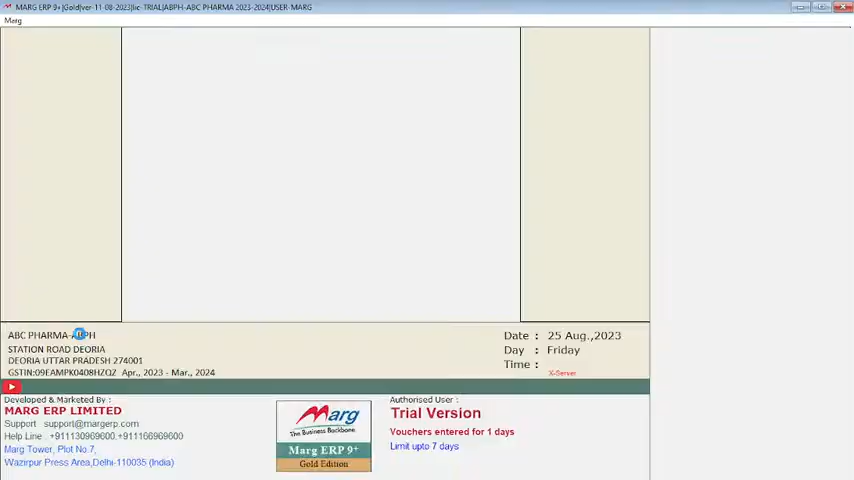 MARG ERP 9+|Gold|ver-11-08-2023|lic-TRIAL|ABPH-ABC PHARMA 2023-2024|USER-MARG
Marg
ABC PHARMA-ABPH
STATION ROAD DEORIA
DEORIA UTTAR PRADESH 274001
GSTIN:09EAMPK0408HZQZ Apr., 2023 - Mar., 2024
Date : 25 Aug.,2023
Day : Friday
Time :
X-Server
Developed & Marketed By :
MARG ERP LIMITED
Support support@margerp.com
Help Line +911130969600,+911166969600
Marg Tower, Plot No.7,
Wazirpur Press Area,Delhi-110035 (India)
Marg
The Business Backbone
Marg ERP 9+
Gold Edition
Authorised User :
Trial Version
Vouchers entered for 1 days
Limit upto 7 days